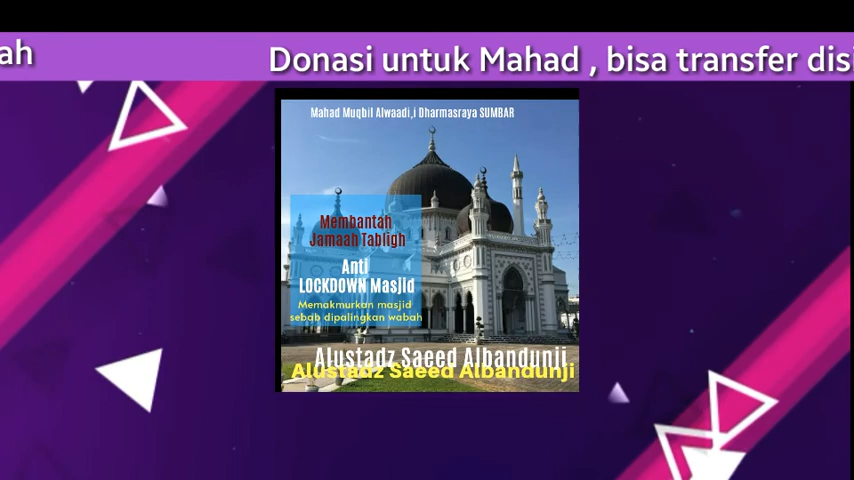 ah Donasi untuk Mahad , bisa transfer dis
Mahad Muqbil Alwaadi,i Dharmasraya SUMBAR
Membantah
Jamaah Tabligh
Anti
LOCKDOWN Masjid
Memakmurkan masjid
sebab dipalingkan wabah
Alustadz Saeed Albandunji
Alustadz Saeed Albandunji